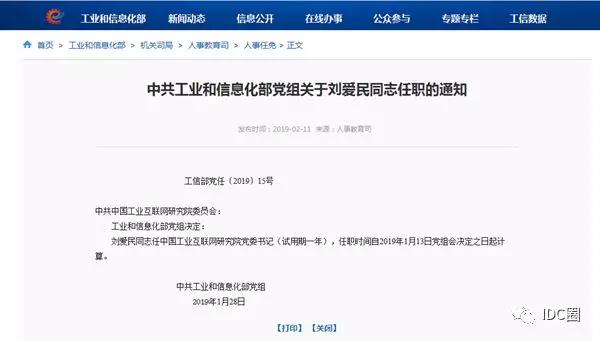 工业和信息化部 新闻动态 信息公开 在线办事 公众参与 专题专栏 工信数据
首页 > 工业和信息化部 > 机关司局 > 人事教育司 > 人事任免 > 正文
中共工业和信息化部党组关于刘爱民同志任职的通知
发布时间：2019-02-11 来源：人事教育司
工信部党任〔2019〕15号
中共中国工业互联网研究院委员会：
工业和信息化部党组决定：
刘爱民同志任中国工业互联网研究院党委书记（试用期一年），任职时间自2019年1月13日党组会决定之日起计
算。
中共工业和信息化部党组
2019年1月28日
【打印】 【关闭】
IDC圈